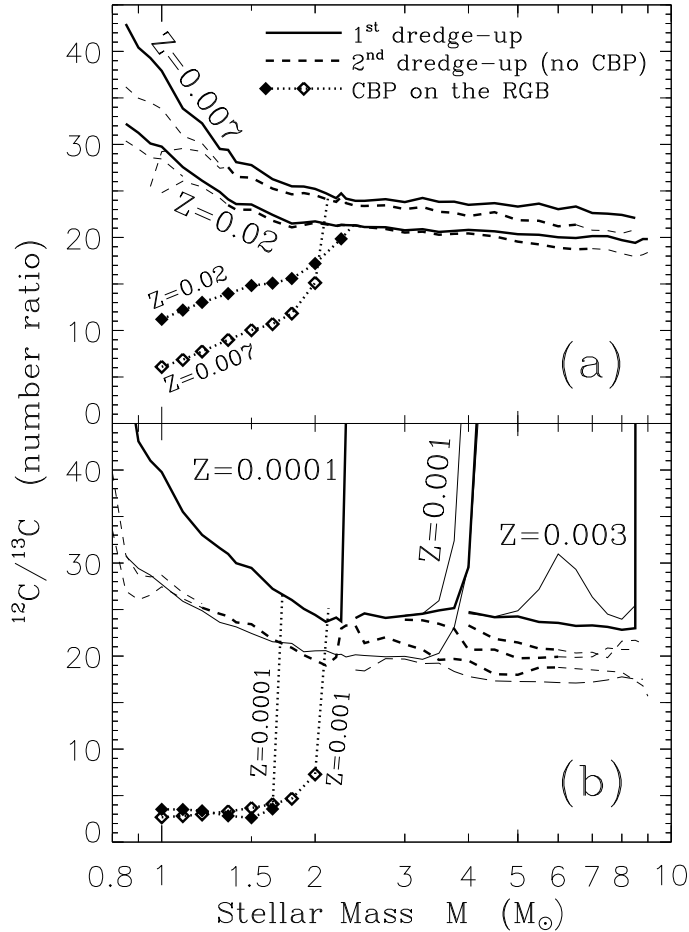 40
30
20
10
0
1st dredge-up
2nd dredge-up (no CBP)
CBP on the RGB
Z=0.007
Z=0.02
Z=0.02
Z=0.007
(a)
12C/13C (number ratio)
40
30
20
10
0
Z=0.0001
Z=0.001
Z=0.003
Z=0.0001
Z=0.001
(b)
0.8 1 1.5 2 3 4 5 6 7 8 10
Stellar Mass M (M⊙)